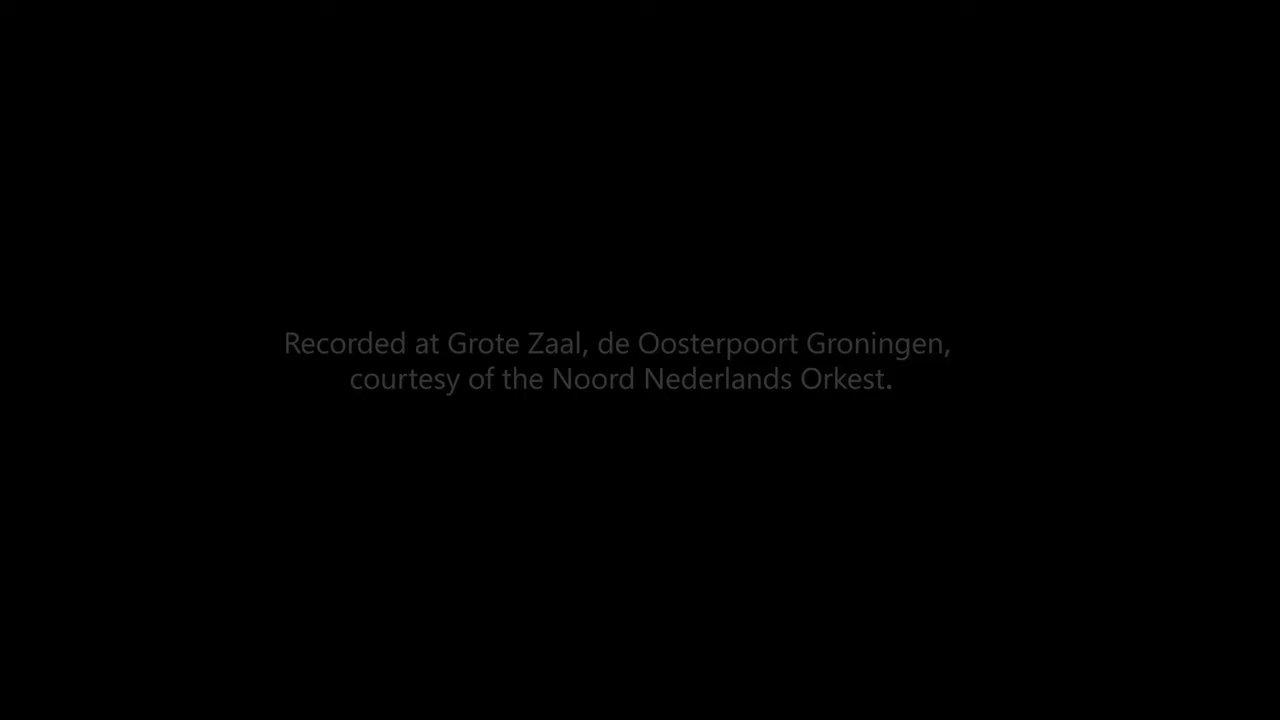 Recorded at Grote Zaal, de Oosterpoort Groningen,
courtesy of the Noord Nederlands Orkest.